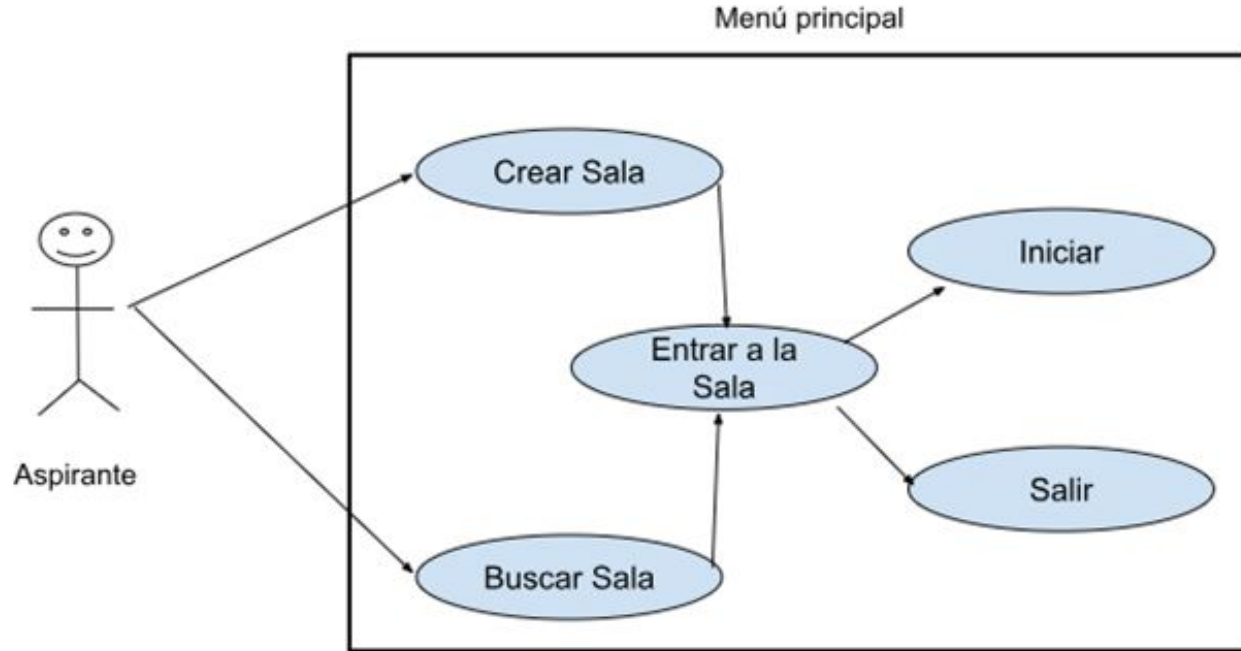 Menú principal
Crear Sala
Iniciar
Entrar a la
Sala
Aspirante
Salir
Buscar Sala